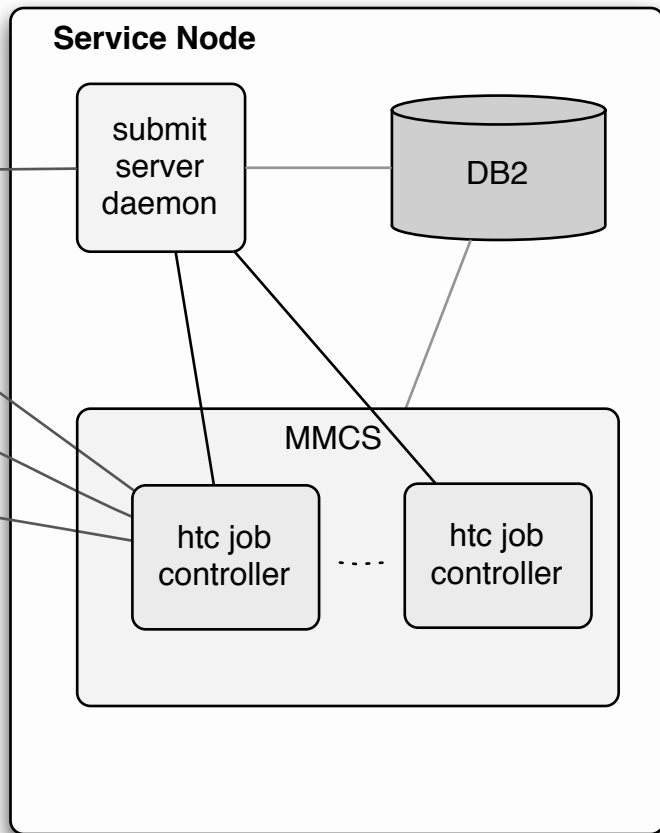 Service Node
submit
server
daemon
DB2
MMCS
htc job
controller
....
htc job
controller